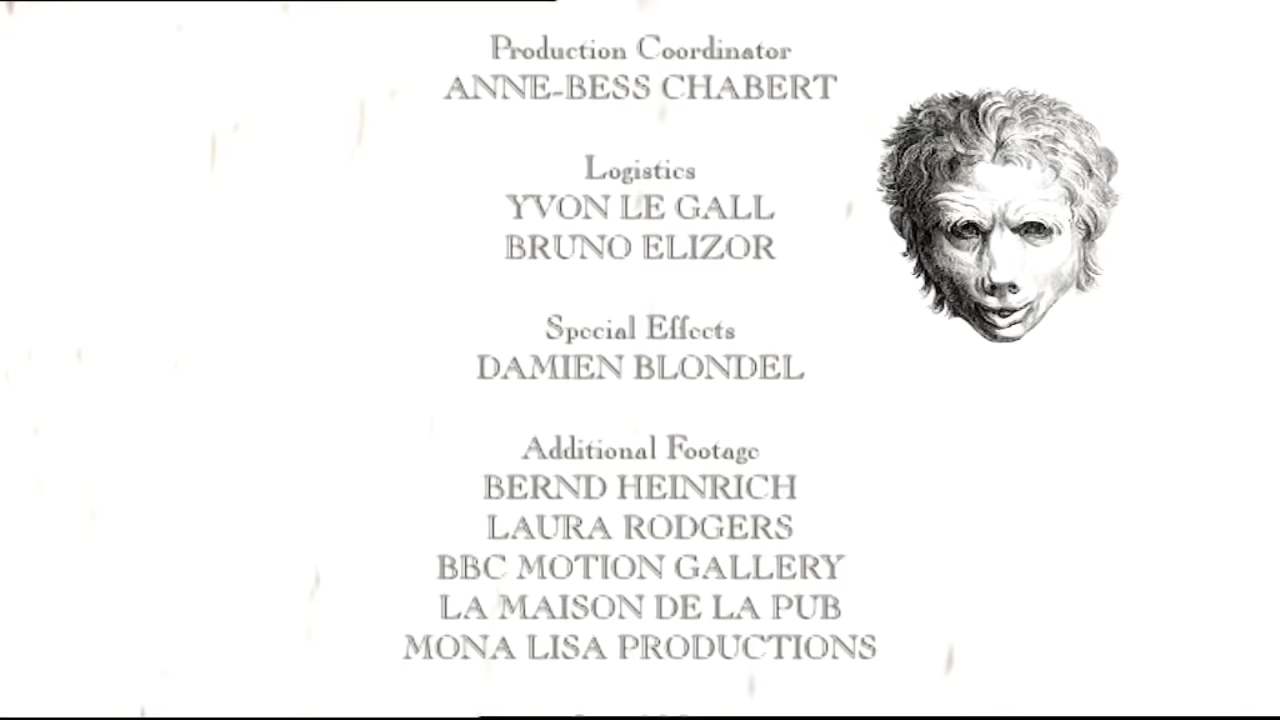 Production Coordinator
ANNE-BESS CHABERT
Logistics
YVON LE GALL
BRUNO ELIZOR
Special Effects
DAMIEN BLONDEL
Additional Footage
BERND HEINRICH
LAURA RODGERS
BBC MOTION GALLERY
LA MAISON DE LA PUB
MONA LISA PRODUCTIONS